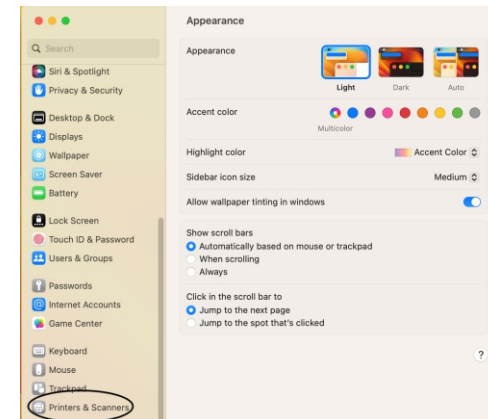 Search
Siri & Spotlight
Privacy & Security
Desktop & Dock
Displays
Wallpaper
Screen Saver
Battery
Lock Screen
Touch ID & Password
Users & Groups
Passwords
Internet Accounts
Game Center
Keyboard
Mouse
Trackpad
Printers & Scanners
Appearance
Appearance
Light Dark Auto
Accent color
Multicolor
Highlight color Accent Color
Sidebar icon size Medium
Allow wallpaper tinting in windows
Show scroll bars
Automatically based on mouse or trackpad
When scrolling
Always
Click in the scroll bar to
Jump to the next page
Jump to the spot that's clicked
?